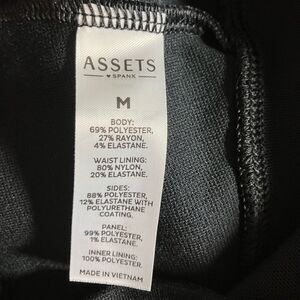 ASSETS
♥ SPANX
M
BODY:
69% POLYESTER,
27% RAYON,
4% ELASTANE.
WAIST LINING:
80% NYLON,
20% ELASTANE.
SIDES:
88% POLYESTER,
12% ELASTANE WITH
POLYURETHANE
COATING.
PANEL:
99% POLYESTER,
1% ELASTANE.
INNER LINING:
100% POLYESTER.
MADE IN VIETNAM